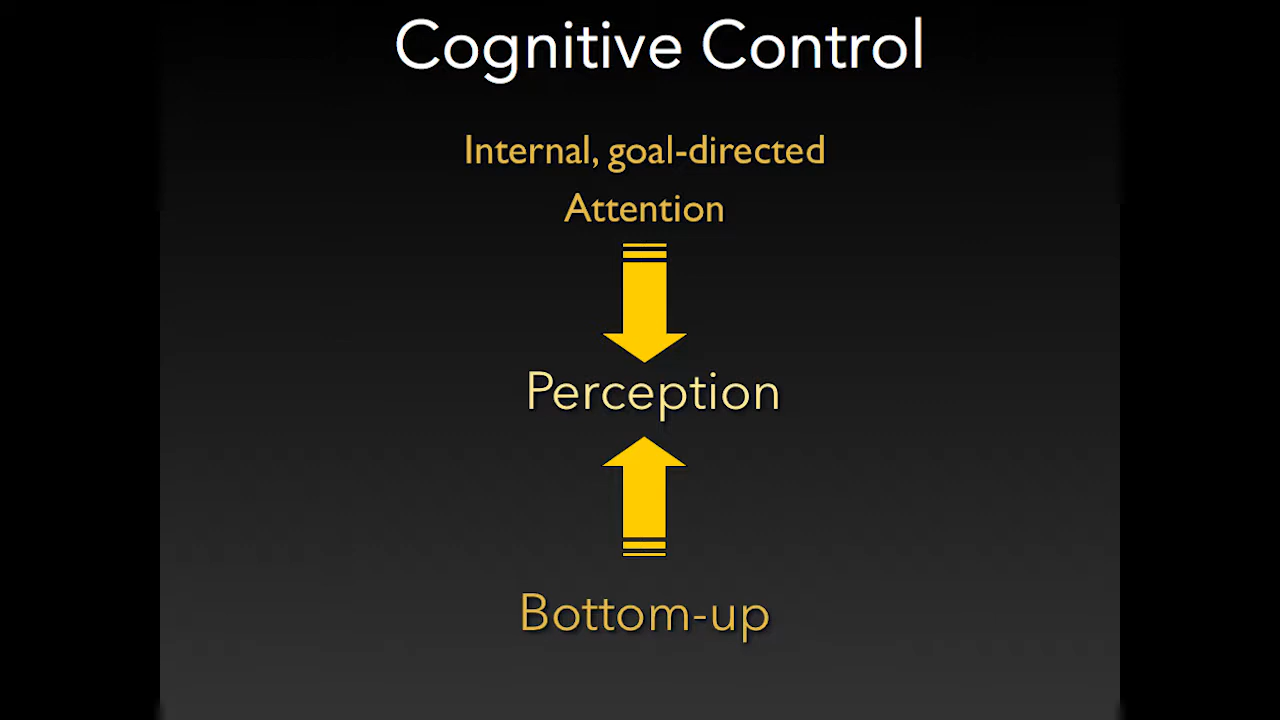 Cognitive Control
Internal, goal-directed
Attention
Perception
Bottom-up